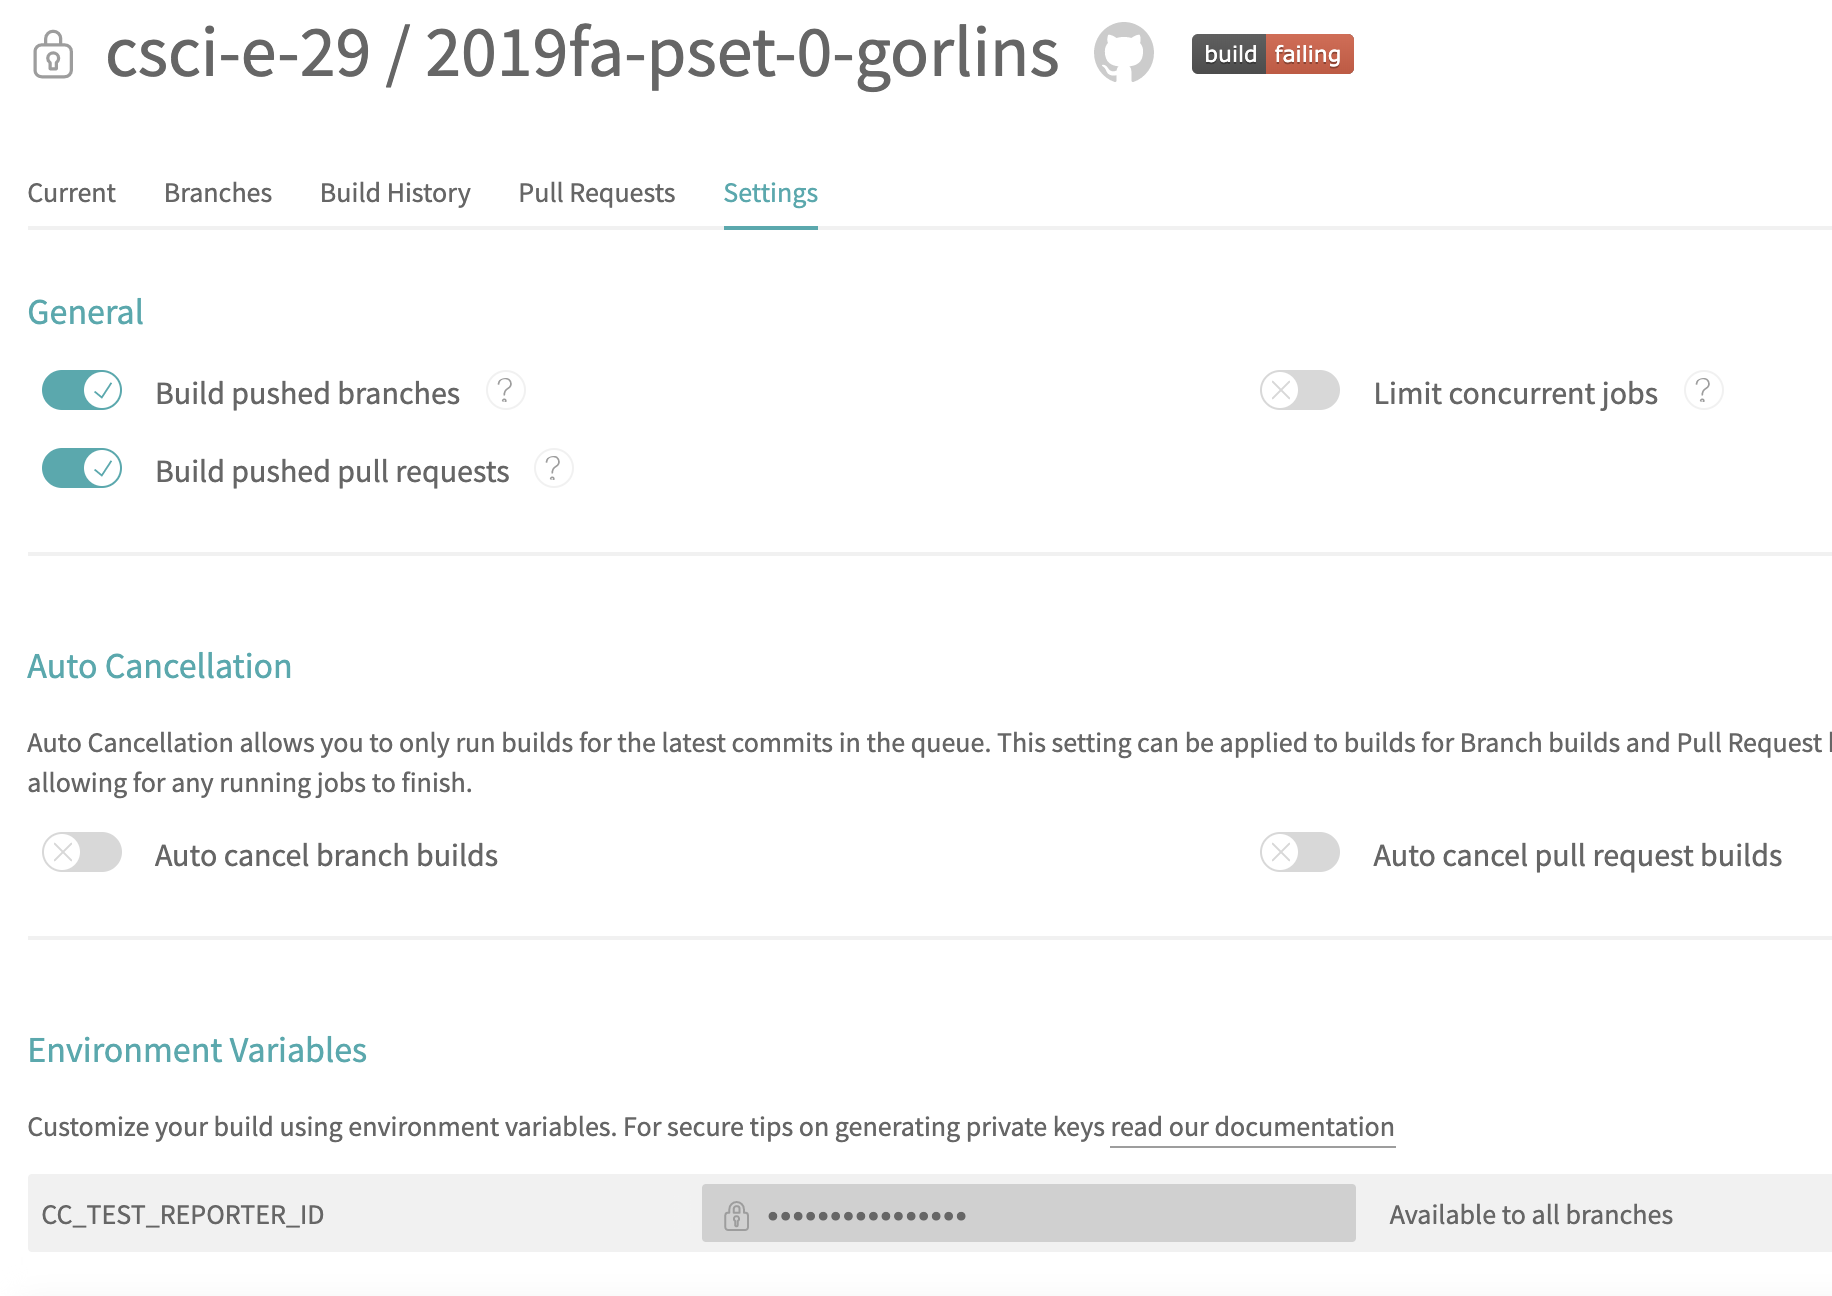 csci-e-29 / 2019fa-pset-0-gorlins build failing
Current Branches Build History Pull Requests Settings
General
Build pushed branches ? Limit concurrent jobs ?
Build pushed pull requests ?
Auto Cancellation
Auto Cancellation allows you to only run builds for the latest commits in the queue. This setting can be applied to builds for Branch builds and Pull Request
allowing for any running jobs to finish.
Auto cancel branch builds Auto cancel pull request builds
Environment Variables
Customize your build using environment variables. For secure tips on generating private keys read our documentation
CC_TEST_REPORTER_ID •••••••••••••••• Available to all branches